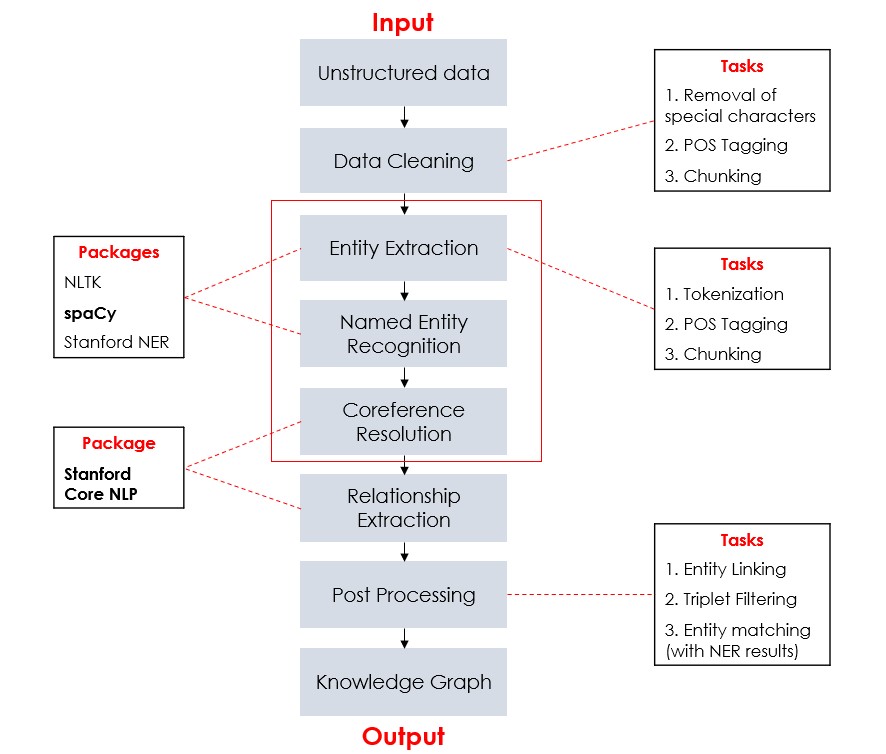 Input
Unstructured data
Tasks
1. Removal of
special characters
2. POS Tagging
3. Chunking
Data Cleaning
Entity Extraction
Packages
NLTK
spaCy
Stanford NER
Tasks
1. Tokenization
2. POS Tagging
3. Chunking
Named Entity
Recognition
Coreference
Resolution
Package
Stanford
Core NLP
Relationship
Extraction
Tasks
1. Entity Linking
2. Triplet Filtering
3. Entity matching
(with NER results)
Post Processing
Knowledge Graph
Output